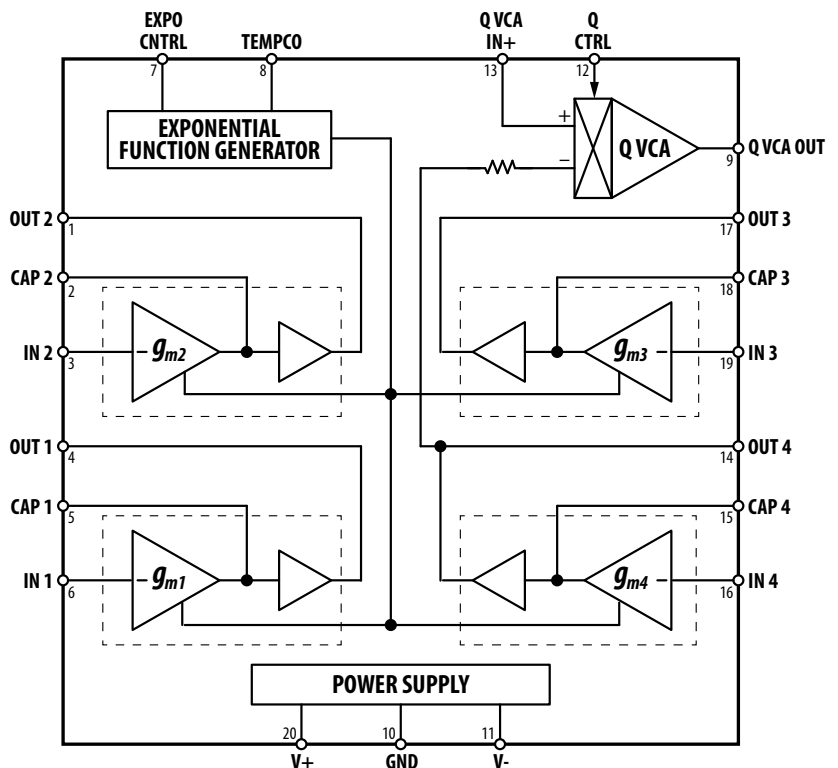 EXPO
CNTRL
7
TEMPCO
8
Q VCA
IN+
13
Q
CTRL
12
EXPONENTIAL
FUNCTION GENERATOR
+
−
Q VCA
Q VCA OUT
9
OUT 2
1
OUT 3
17
CAP 2
2
CAP 3
18
IN 2
3
− gm2
gm3 −
IN 3
19
OUT 1
4
OUT 4
14
CAP 1
5
CAP 4
15
IN 1
6
− gm1
gm4 −
IN 4
16
POWER SUPPLY
20
V+
10
GND
11
V-